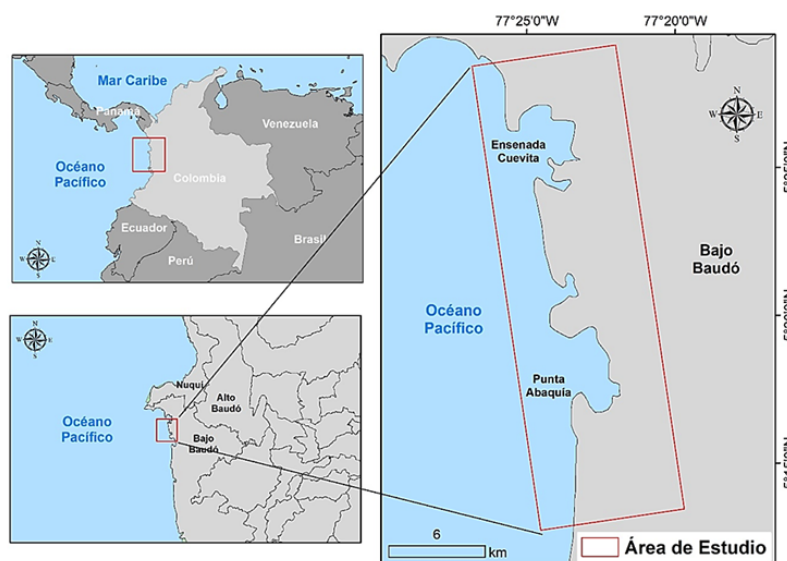 Mar Caribe
Panamá
Venezuela
Océano
Pacífico
Colombia
Ecuador
Perú
Brasil
N
W
E
S
N
W
E
S
Nuquí
Océano
Pacífico
Alto
Baudó
Bajo
Baudó
77°25'0"W
77°20'0"W
N
W
E
S
Ensenada
Cuevita
Bajo
Baudó
Océano
Pacífico
Punta
Abaquía
6
km
Área de Estudio